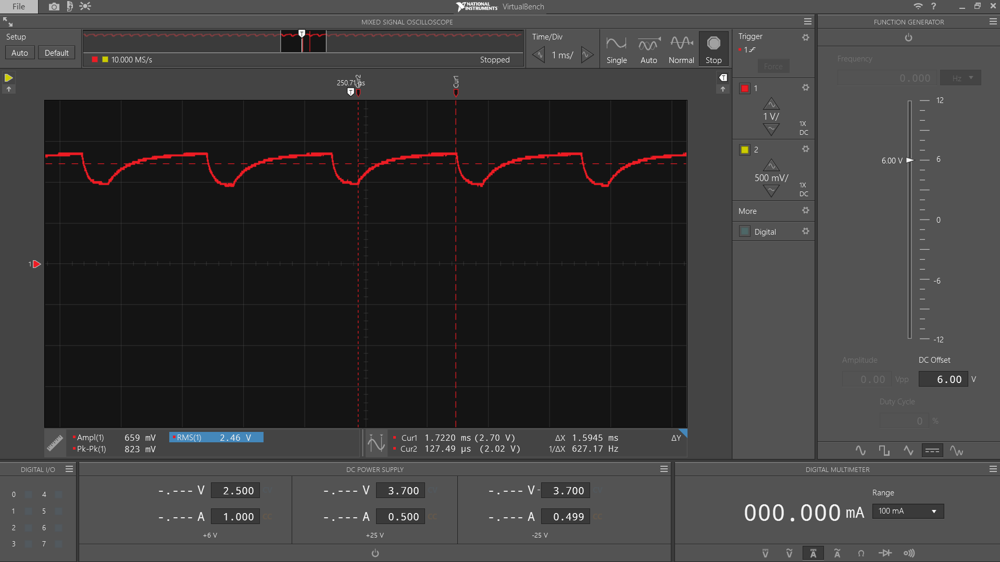 File
NATIONAL INSTRUMENTS VirtualBench
?
MIXED SIGNAL OSCILLOSCOPE
FUNCTION GENERATOR
Setup
Auto Default
T
10.000 MS/s
Stopped
Time/Div
1 ms/
Single Auto Normal Stop
Trigger
1
Force
Frequency
0.000 Hz
250.71 µs
T
Cur2
Cur1
T
1
1 V/
1X
DC
2
500 mV/
1X
DC
More
Digital
1
12
6
0
-6
-12
6.00 V
Amplitude
0.00 Vpp
DC Offset
6.00 V
Duty Cycle
0 %
Ampl(1) 659 mV RMS(1) 2.46 V
Pk-Pk(1) 823 mV
Cur1 1.7220 ms (2.70 V) ΔX 1.5945 ms ΔY
Cur2 127.49 µs (2.02 V) 1/ΔX 627.17 Hz
DIGITAL I/O
0 4
1 5
2 6
3 7
DC POWER SUPPLY
-.--- V 2.500 CV
-.--- A 1.000 CC
+6 V
-.--- V 3.700 CV
-.--- A 0.500 CC
+25 V
-.--- V -3.700 CV
-.--- A 0.499 CC
-25 V
DIGITAL MULTIMETER
000.000 mA
Range
100 mA
V V A A Ω